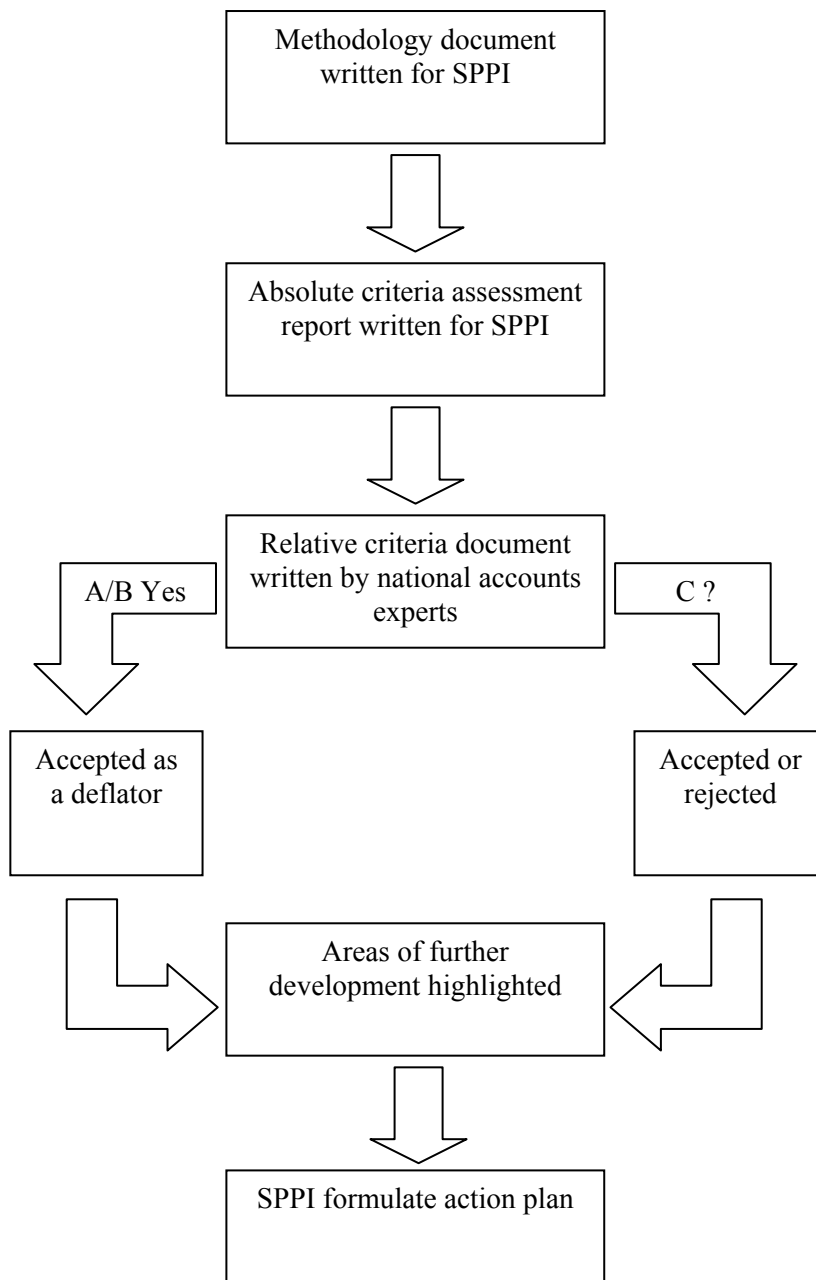 Methodology document
written for SPPI
Absolute criteria assessment
report written for SPPI
Relative criteria document
written by national accounts
experts
A/B Yes
C ?
Accepted as
a deflator
Accepted or
rejected
Areas of further
development highlighted
SPPI formulate action plan